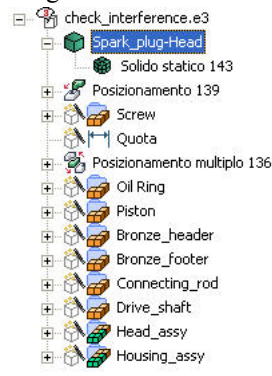 check_interference.e3
Spark_plug-Head
Solido statico 143
Posizionamento 139
Screw
Quota
Posizionamento multiplo 136
Oil Ring
Piston
Bronze_header
Bronze_footer
Connecting_rod
Drive_shaft
Head_assy
Housing_assy